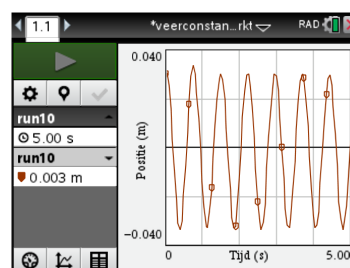 1.1
*veerconstan...rkt
RAD
run10
5.00 s
run10
0.003 m
0.040
Positie (m)
-0.040
0
Tijd (s)
5.00